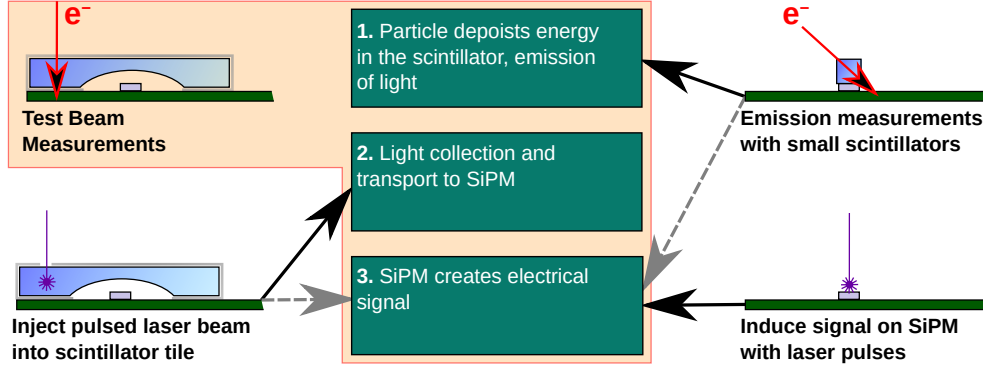 e⁻
Test Beam
Measurements
1. Particle depoists energy
in the scintillator, emission
of light
2. Light collection and
transport to SiPM
3. SiPM creates electrical
signal
e⁻
Emission measurements
with small scintillators
Inject pulsed laser beam
into scintillator tile
Induce signal on SiPM
with laser pulses